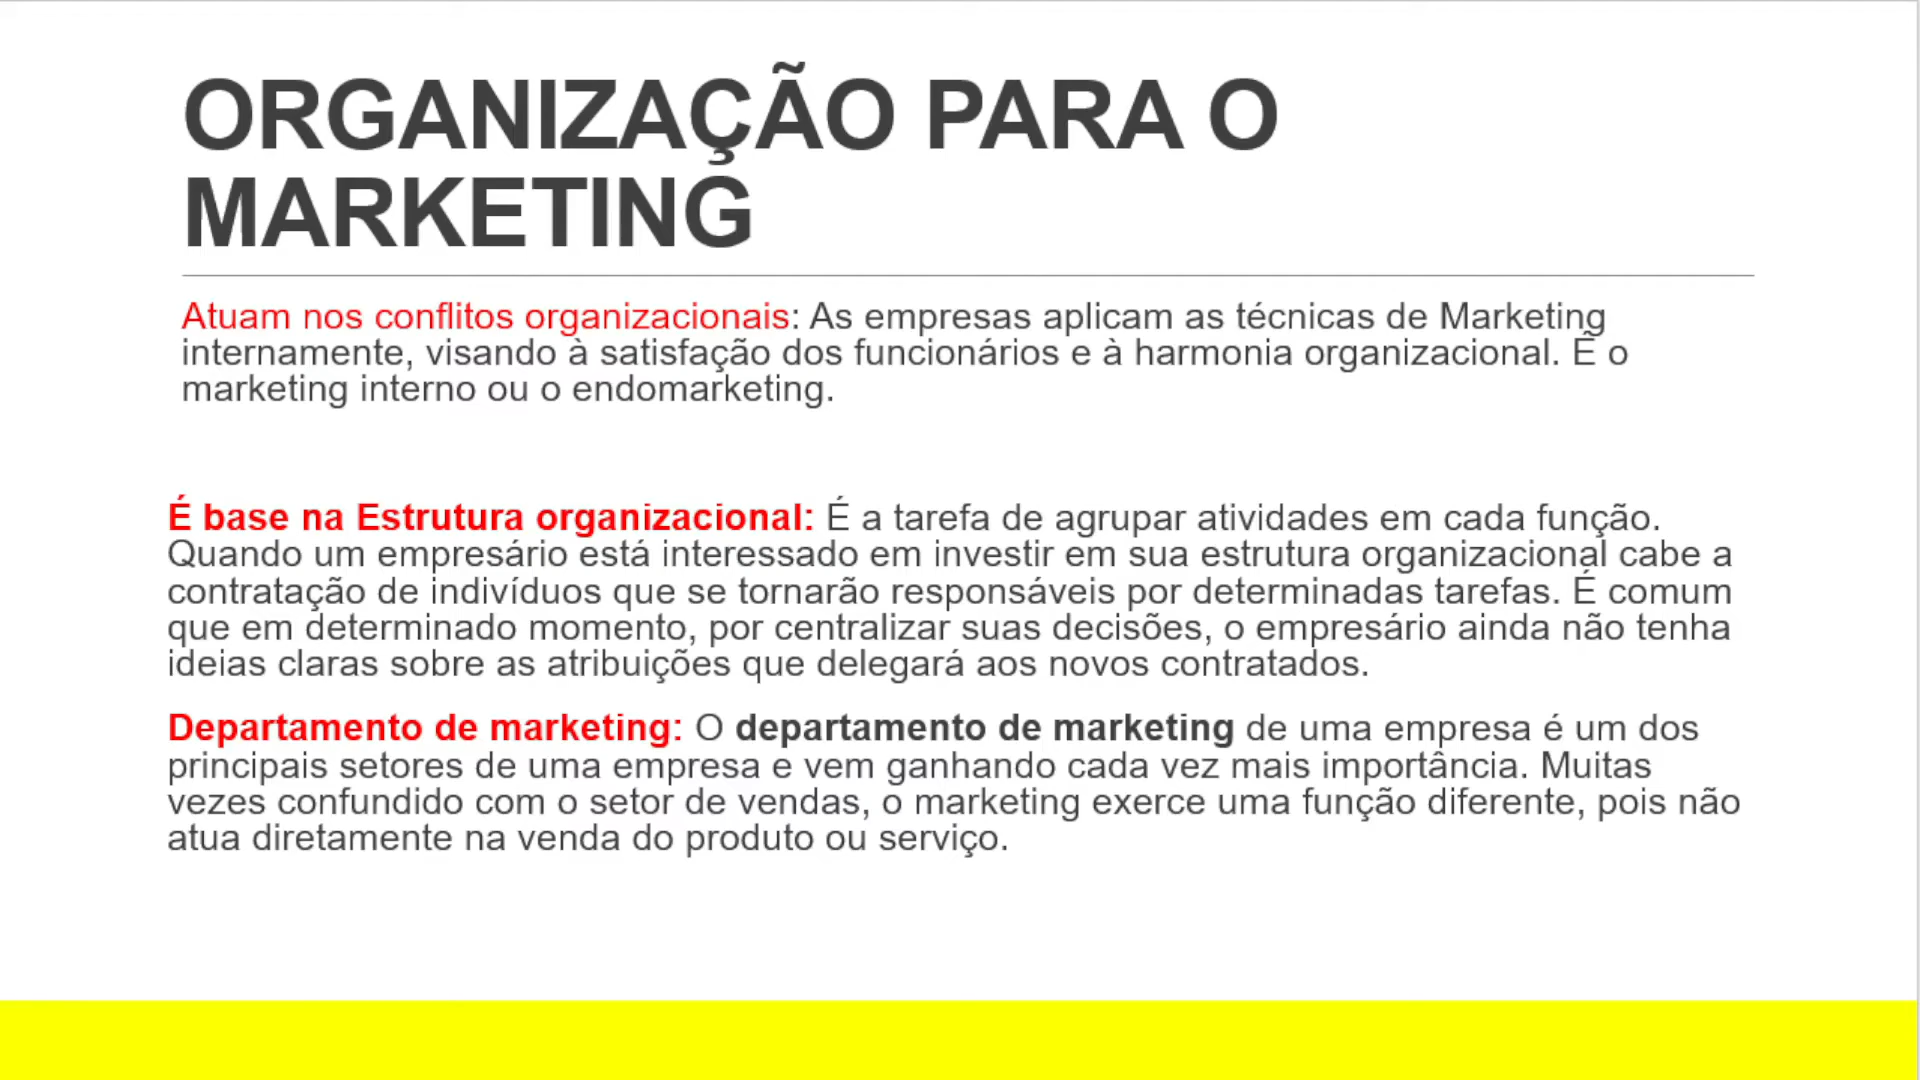 ORGANIZAÇÃO PARA O
MARKETING
Atuam nos conflitos organizacionais: As empresas aplicam as técnicas de Marketing
internamente, visando à satisfação dos funcionários e à harmonia organizacional. É o
marketing interno ou o endomarketing.
É base na Estrutura organizacional: É a tarefa de agrupar atividades em cada função.
Quando um empresário está interessado em investir em sua estrutura organizacional cabe a
contratação de indivíduos que se tornarão responsáveis por determinadas tarefas. É comum
que em determinado momento, por centralizar suas decisões, o empresário ainda não tenha
ideias claras sobre as atribuições que delegará aos novos contratados.
Departamento de marketing: O departamento de marketing de uma empresa é um dos
principais setores de uma empresa e vem ganhando cada vez mais importância. Muitas
vezes confundido com o setor de vendas, o marketing exerce uma função diferente, pois não
atua diretamente na venda do produto ou serviço.